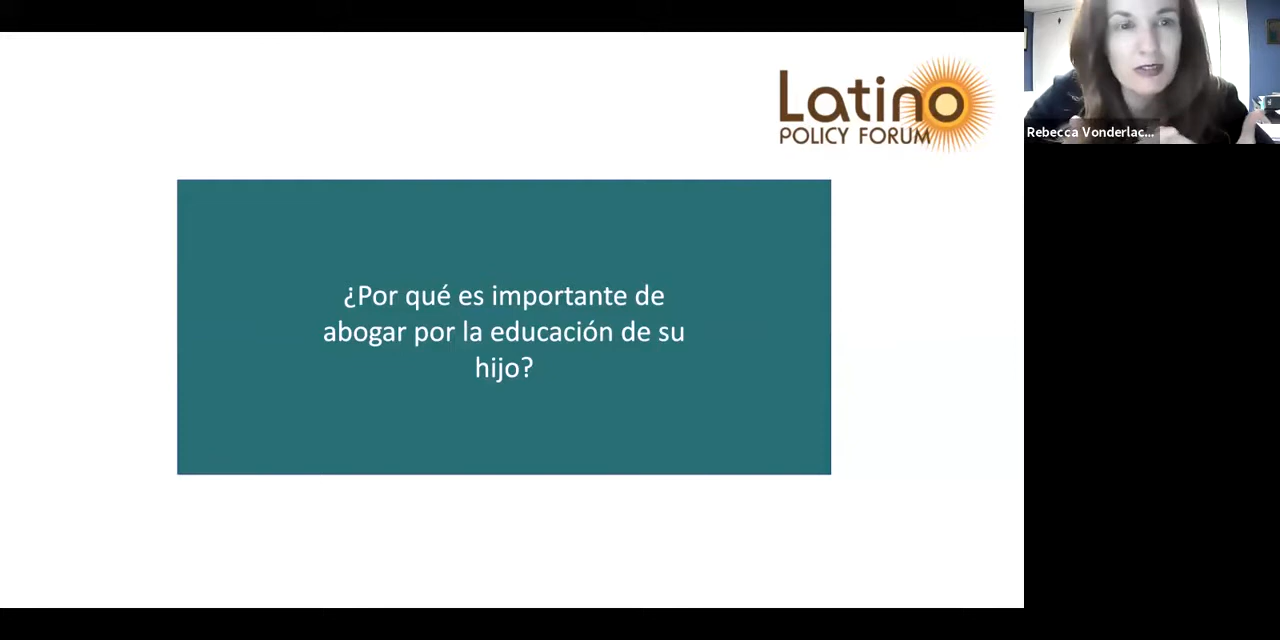 Latino
POLICY FORUM
Rebecca Vonderlac...
¿Por qué es importante de
abogar por la educación de su
hijo?